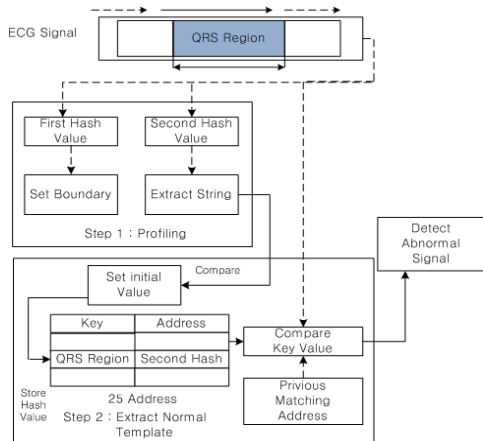 ECG Signal
QRS Region
First Hash
Value
Second Hash
Value
Set Boundary
Extract String
Step 1 : Profiling
Detect
Abnormal
Signal
Set initial
Value
Compare
Key
Address
QRS Region
Second Hash
Compare
Key Value
Store
Hash
Value
25 Address
Step 2 : Extract Normal
Template
Privious
Matching
Address